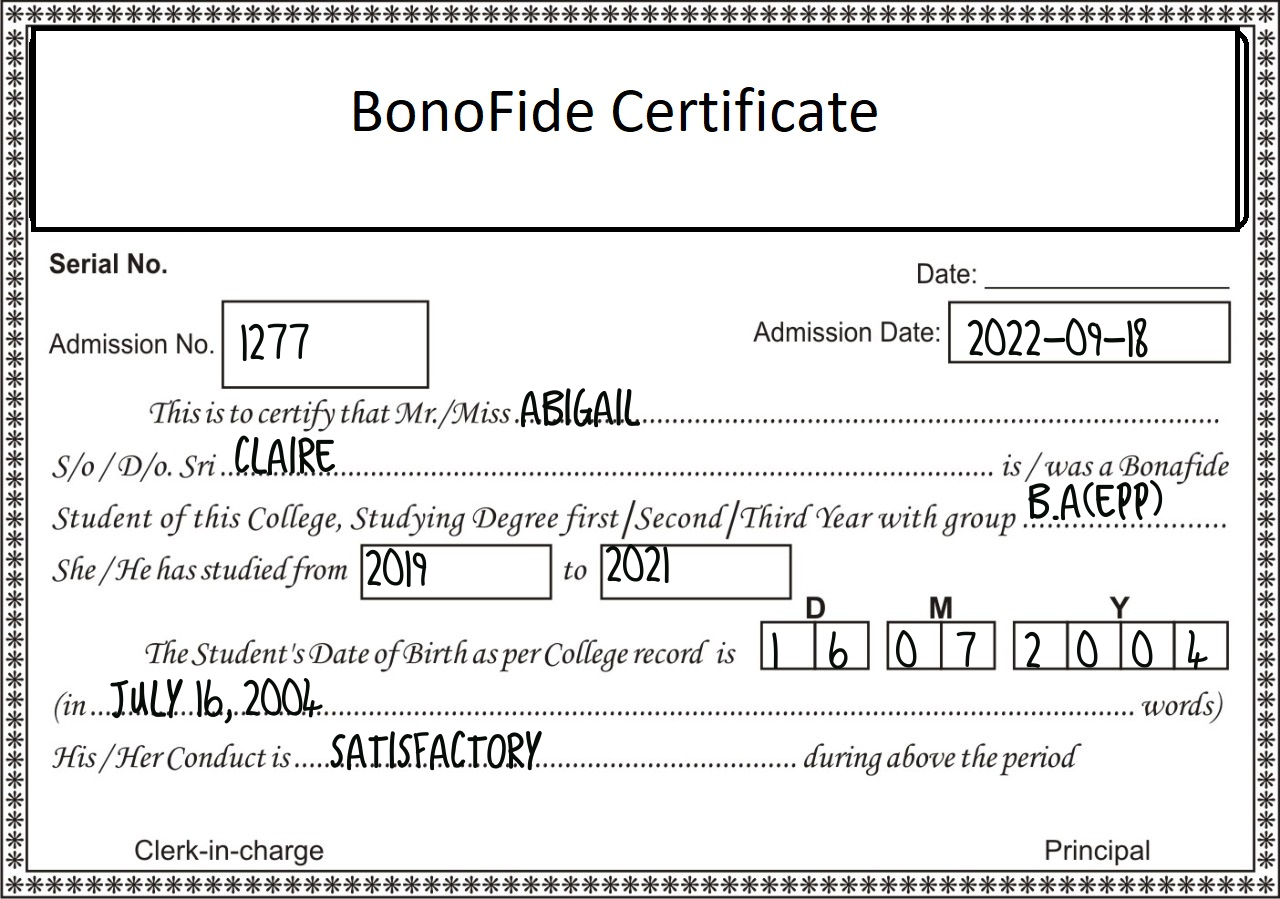 BonoFide Certificate
Serial No.
Date:
Admission No. 1277
Admission Date: 2022-09-18
This is to certify that Mr./Miss ABIGAIL
S/o / D/o. Sri CLAIRE is / was a Bonafide
Student of this College, Studying Degree first/Second/Third Year with group B.A(EPP)
She / He has studied from 2019 to 2021
D M Y
The Student's Date of Birth as per College record is 1 6 0 7 2 0 0 4
(in JULY 16, 2004 words)
His / Her Conduct is SATISFACTORY during above the period
Clerk-in-charge Principal